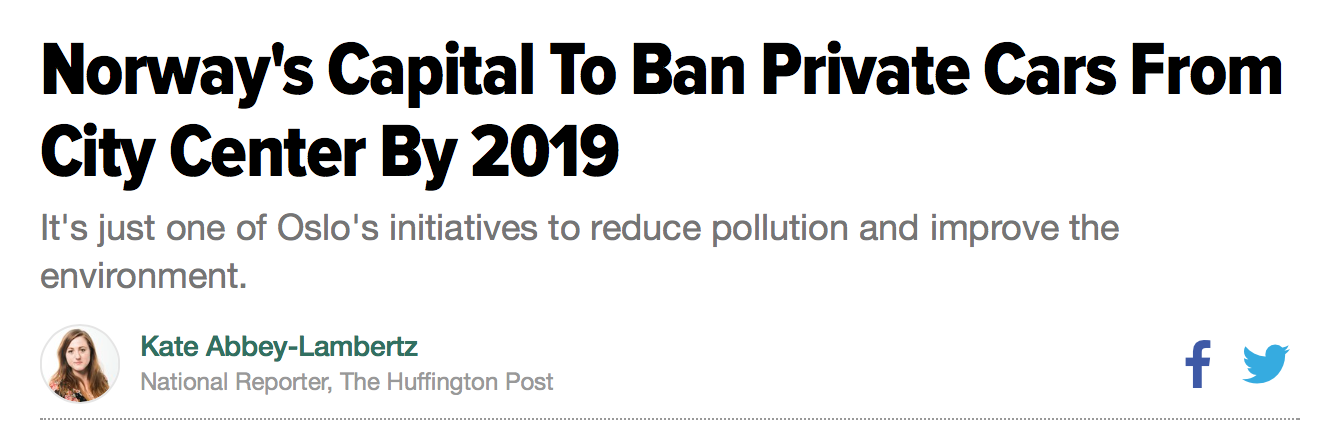 Norway's Capital To Ban Private Cars From
City Center By 2019
It's just one of Oslo's initiatives to reduce pollution and improve the
environment.
Kate Abbey-Lambertz
National Reporter, The Huffington Post